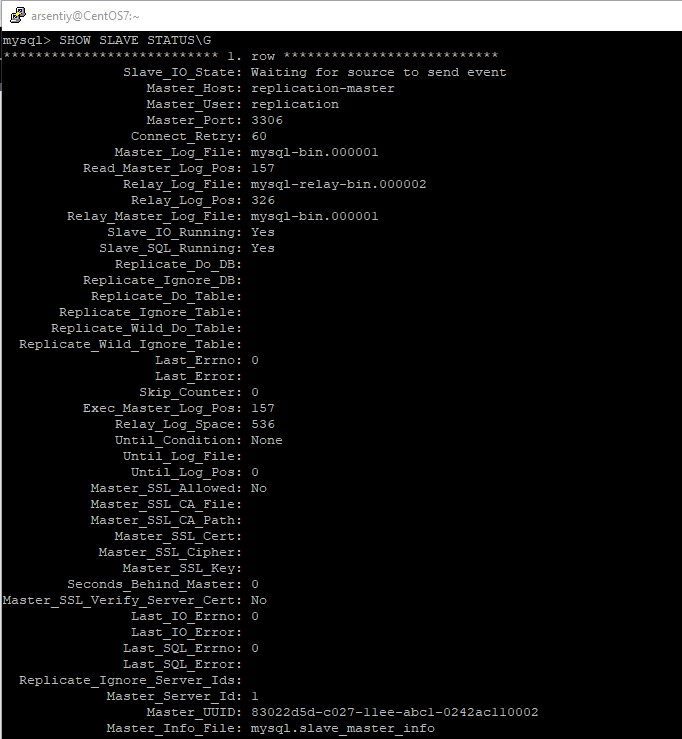 arsentiy@CentOS7:~
mysql> SHOW SLAVE STATUS\G
*************************** 1. row ***************************
Slave_IO_State: Waiting for source to send event
Master_Host: replication-master
Master_User: replication
Master_Port: 3306
Connect_Retry: 60
Master_Log_File: mysql-bin.000001
Read_Master_Log_Pos: 157
Relay_Log_File: mysql-relay-bin.000002
Relay_Log_Pos: 326
Relay_Master_Log_File: mysql-bin.000001
Slave_IO_Running: Yes
Slave_SQL_Running: Yes
Replicate_Do_DB:
Replicate_Ignore_DB:
Replicate_Do_Table:
Replicate_Ignore_Table:
Replicate_Wild_Do_Table:
Replicate_Wild_Ignore_Table:
Last_Errno: 0
Last_Error:
Skip_Counter: 0
Exec_Master_Log_Pos: 157
Relay_Log_Space: 536
Until_Condition: None
Until_Log_File:
Until_Log_Pos: 0
Master_SSL_Allowed: No
Master_SSL_CA_File:
Master_SSL_CA_Path:
Master_SSL_Cert:
Master_SSL_Cipher:
Master_SSL_Key:
Seconds_Behind_Master: 0
Master_SSL_Verify_Server_Cert: No
Last_IO_Errno: 0
Last_IO_Error:
Last_SQL_Errno: 0
Last_SQL_Error:
Replicate_Ignore_Server_Ids:
Master_Server_Id: 1
Master_UUID: 83022d5d-c027-11ee-abc1-0242ac110002
Master_Info_File: mysql.slave_master_info